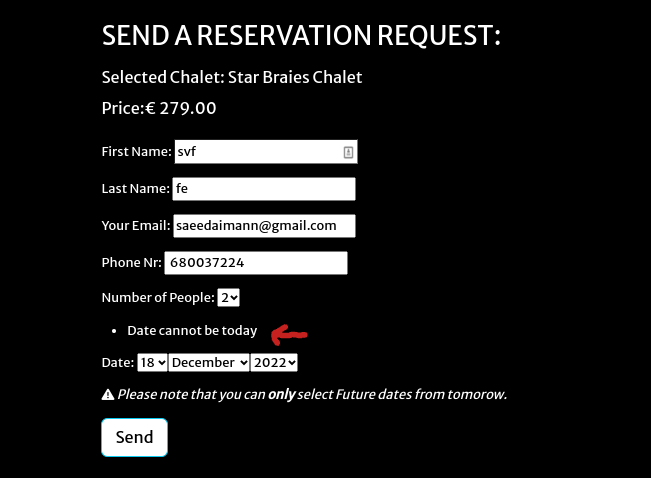 SEND A RESERVATION REQUEST:
Selected Chalet: Star Braies Chalet
Price:€ 279.00
First Name: svf
Last Name: fe
Your Email: saeedaimann@gmail.com
Phone Nr: 680037224
Number of People: 2
• Date cannot be today
Date: 18 December 2022
Please note that you can only select Future dates from tomorow.
Send